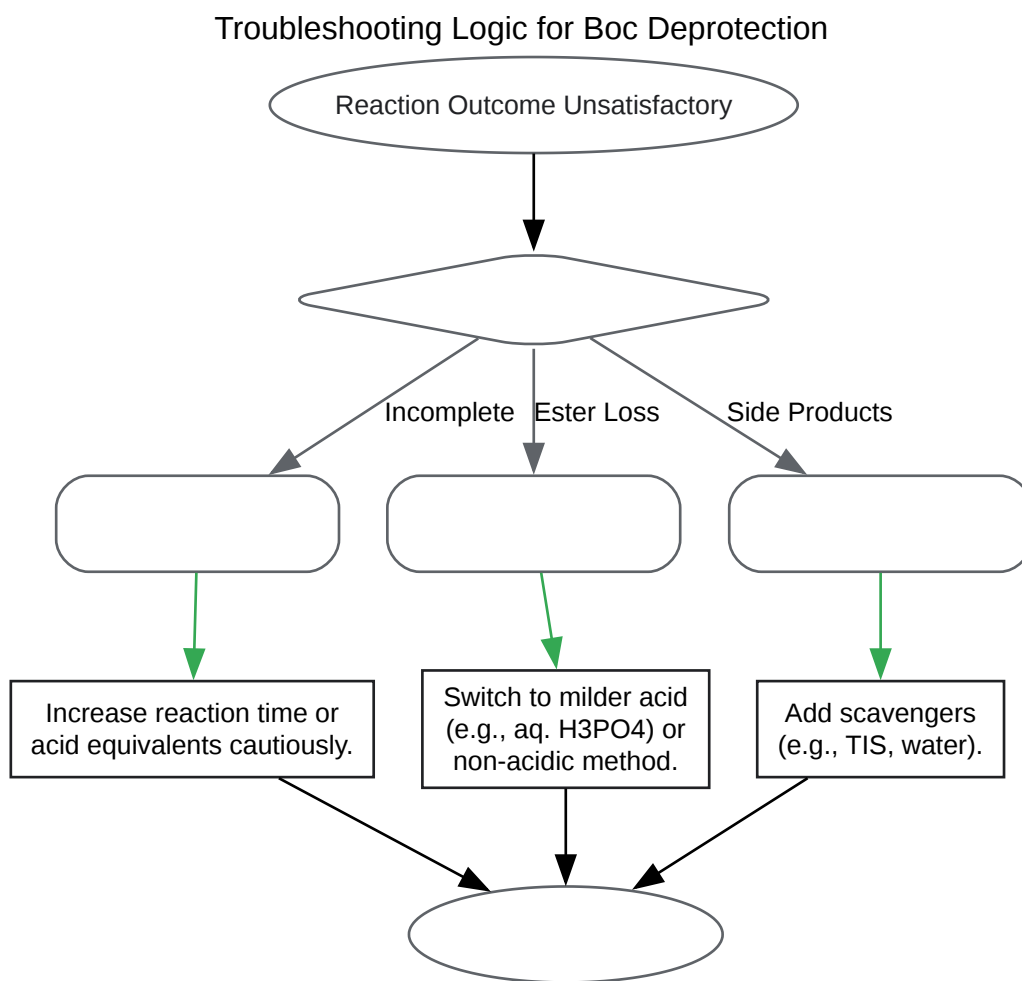 Troubleshooting Logic for Boc Deprotection
Reaction Outcome Unsatisfactory
Incomplete
Ester Loss
Side Products
Increase reaction time or
acid equivalents cautiously.
Switch to milder acid
(e.g., aq. H3PO4) or
non-acidic method.
Add scavengers
(e.g., TIS, water).